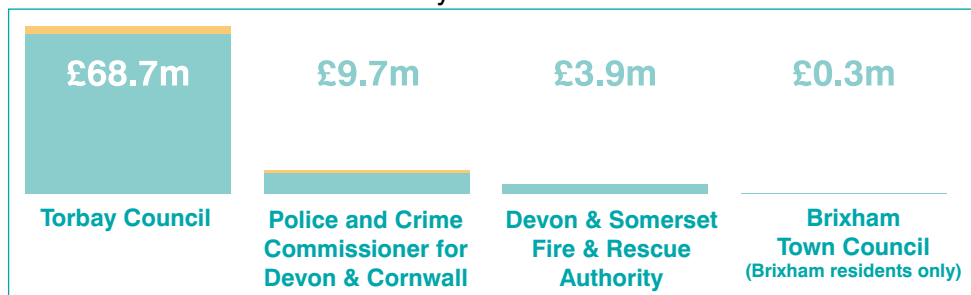 £68.7m
£9.7m
£3.9m
£0.3m
Torbay Council
Police and Crime
Commissioner for
Devon & Cornwall
Devon & Somerset
Fire & Rescue
Authority
Brixham
Town Council
(Brixham residents only)